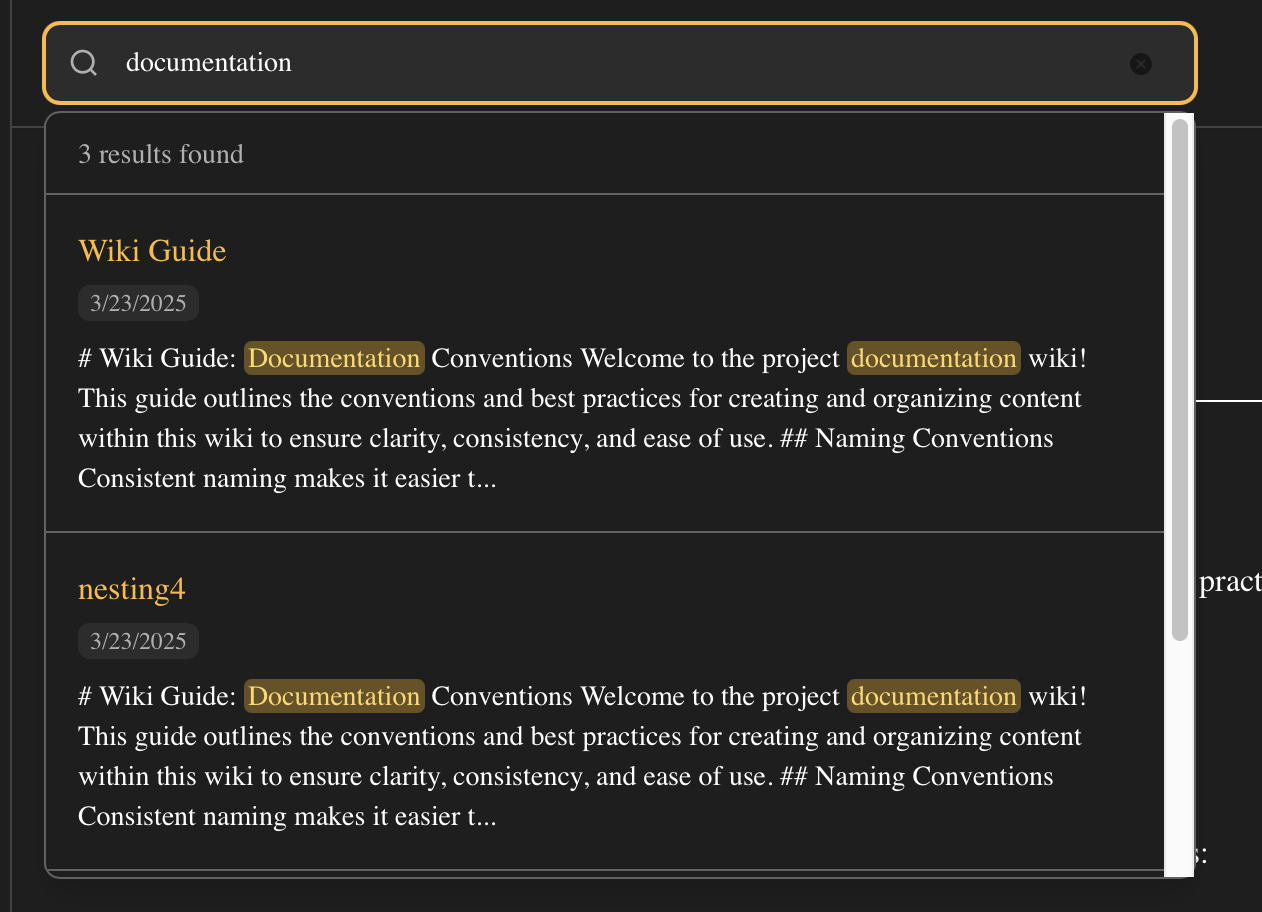 documentation
3 results found
Wiki Guide
3/23/2025
# Wiki Guide: Documentation Conventions Welcome to the project documentation wiki!
This guide outlines the conventions and best practices for creating and organizing content
within this wiki to ensure clarity, consistency, and ease of use. ## Naming Conventions
Consistent naming makes it easier t...
nesting4
3/23/2025
pract
# Wiki Guide: Documentation Conventions Welcome to the project documentation wiki!
This guide outlines the conventions and best practices for creating and organizing content
within this wiki to ensure clarity, consistency, and ease of use. ## Naming Conventions
Consistent naming makes it easier t...